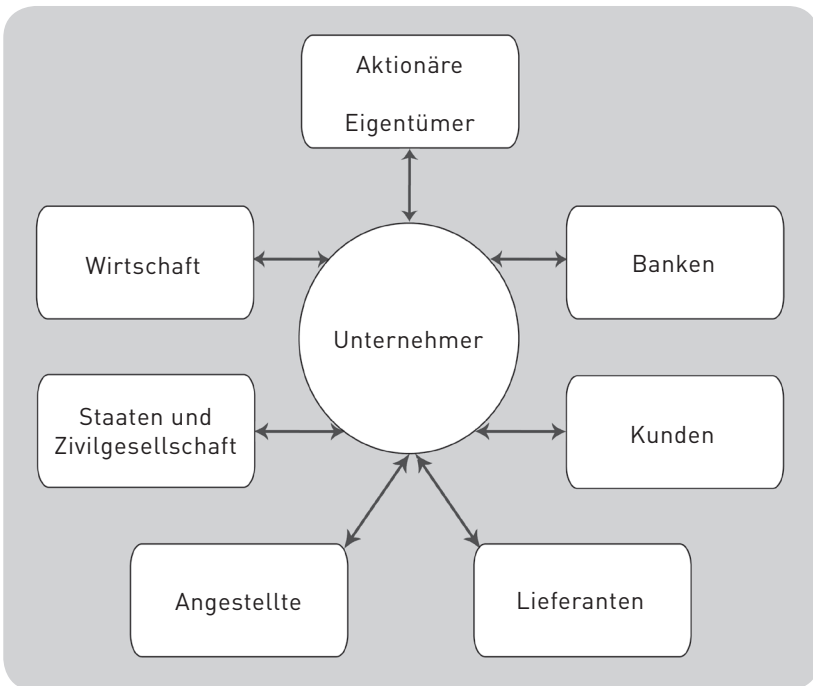 Aktionäre
Eigentümer
Wirtschaft
Banken
Unternehmer
Staaten und
Zivilgesellschaft
Kunden
Angestellte
Lieferanten